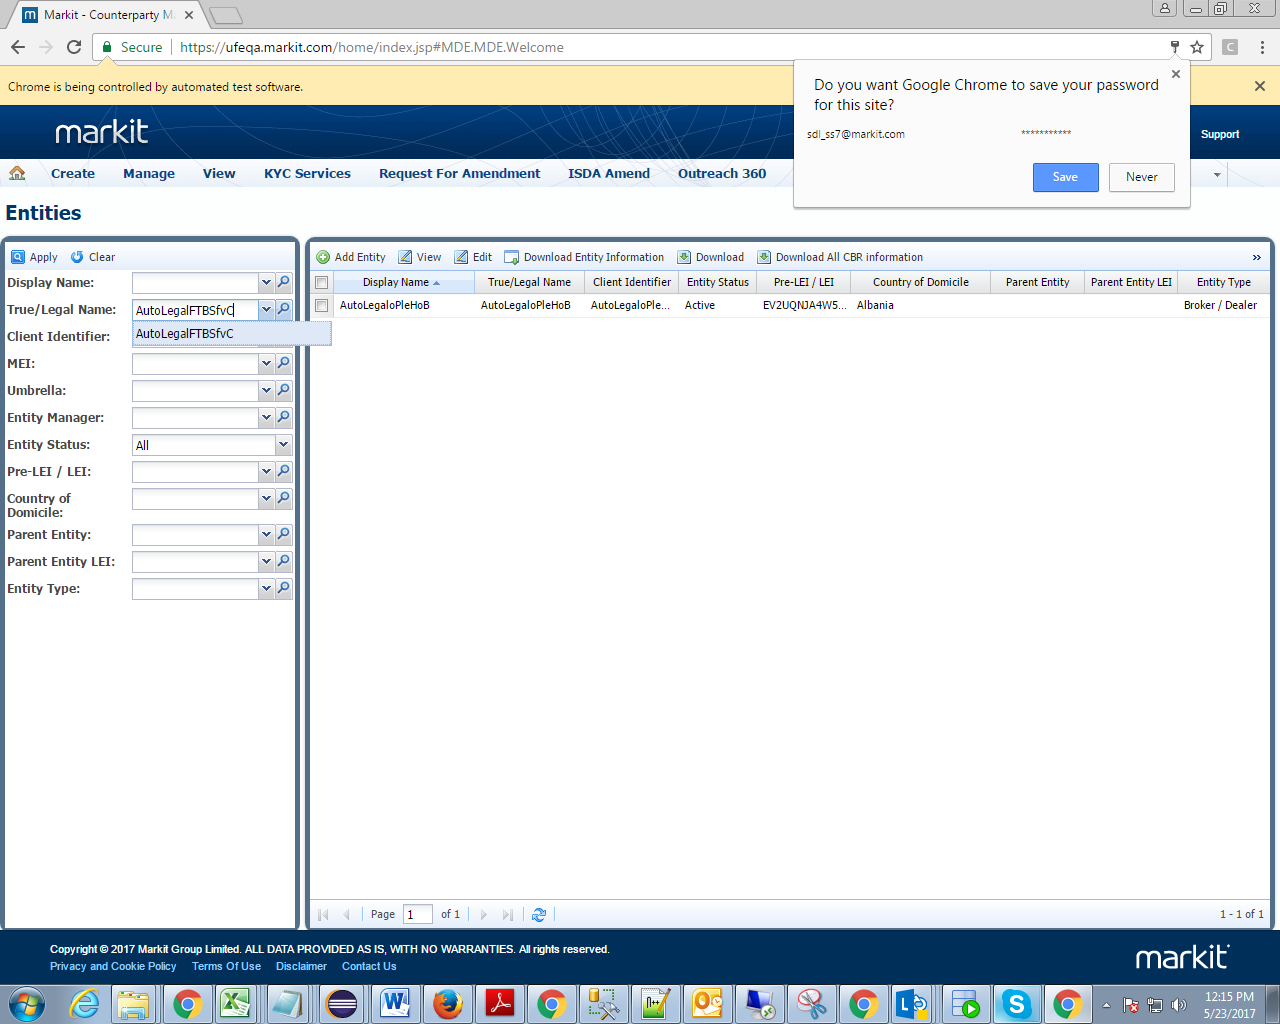 Markit - Counterparty M
Secure https://ufeqa.markit.com/home/index.jsp#MDE.MDE.Welcome
Chrome is being controlled by automated test software.
Do you want Google Chrome to save your password
for this site?
sdl_ss7@markit.com ***********
Save Never
markit
Support
Create Manage View KYC Services Request For Amendment ISDA Amend Outreach 360
Entities
Apply Clear
Add Entity View Edit Download Entity Information Download Download All CBR information »
Display Name:
True/Legal Name: AutoLegalFTBSfvC
AutoLegalFTBSfvC
Client Identifier:
MEI:
Umbrella:
Entity Manager:
Entity Status: All
Pre-LEI / LEI:
Country of
Domicile:
Parent Entity:
Parent Entity LEI:
Entity Type:
Display Name True/Legal Name Client Identifier Entity Status Pre-LEI / LEI Country of Domicile Parent Entity Parent Entity LEI Entity Type
AutoLegaloPleHoB AutoLegaloPleHoB AutoLegaloPle... Active EV2UQNJA4W5... Albania Broker / Dealer
Page 1 of 1
1 - 1 of 1
Copyright © 2017 Markit Group Limited. ALL DATA PROVIDED AS IS, WITH NO WARRANTIES. All rights reserved.
Privacy and Cookie Policy Terms Of Use Disclaimer Contact Us
markit
12:15 PM
5/23/2017